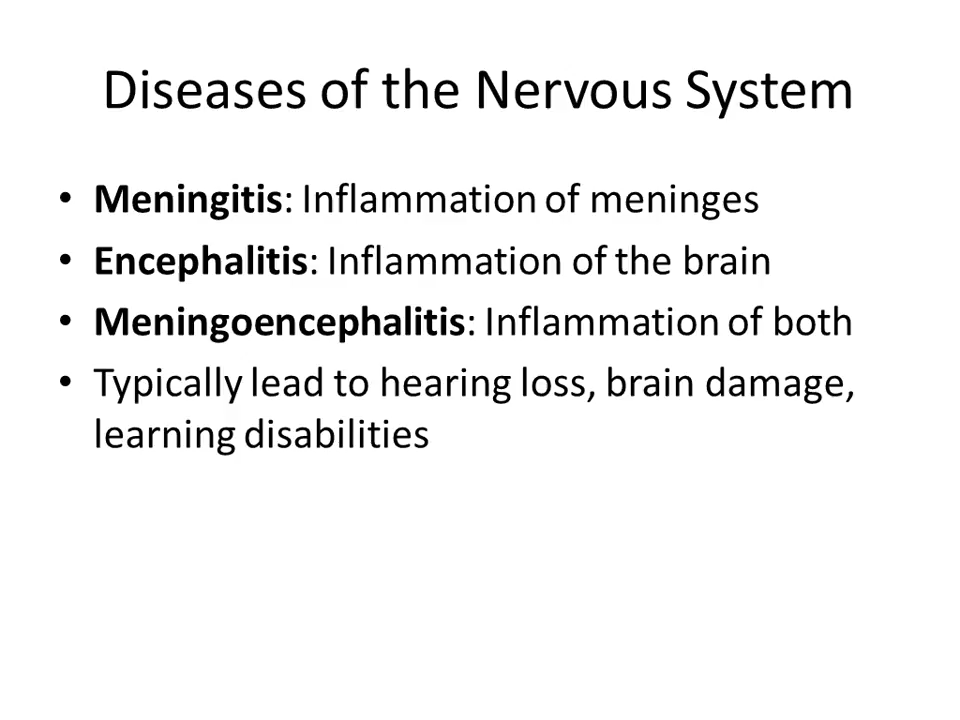 Diseases of the Nervous System
• Meningitis: Inflammation of meninges
• Encephalitis: Inflammation of the brain
• Meningoencephalitis: Inflammation of both
• Typically lead to hearing loss, brain damage,
learning disabilities